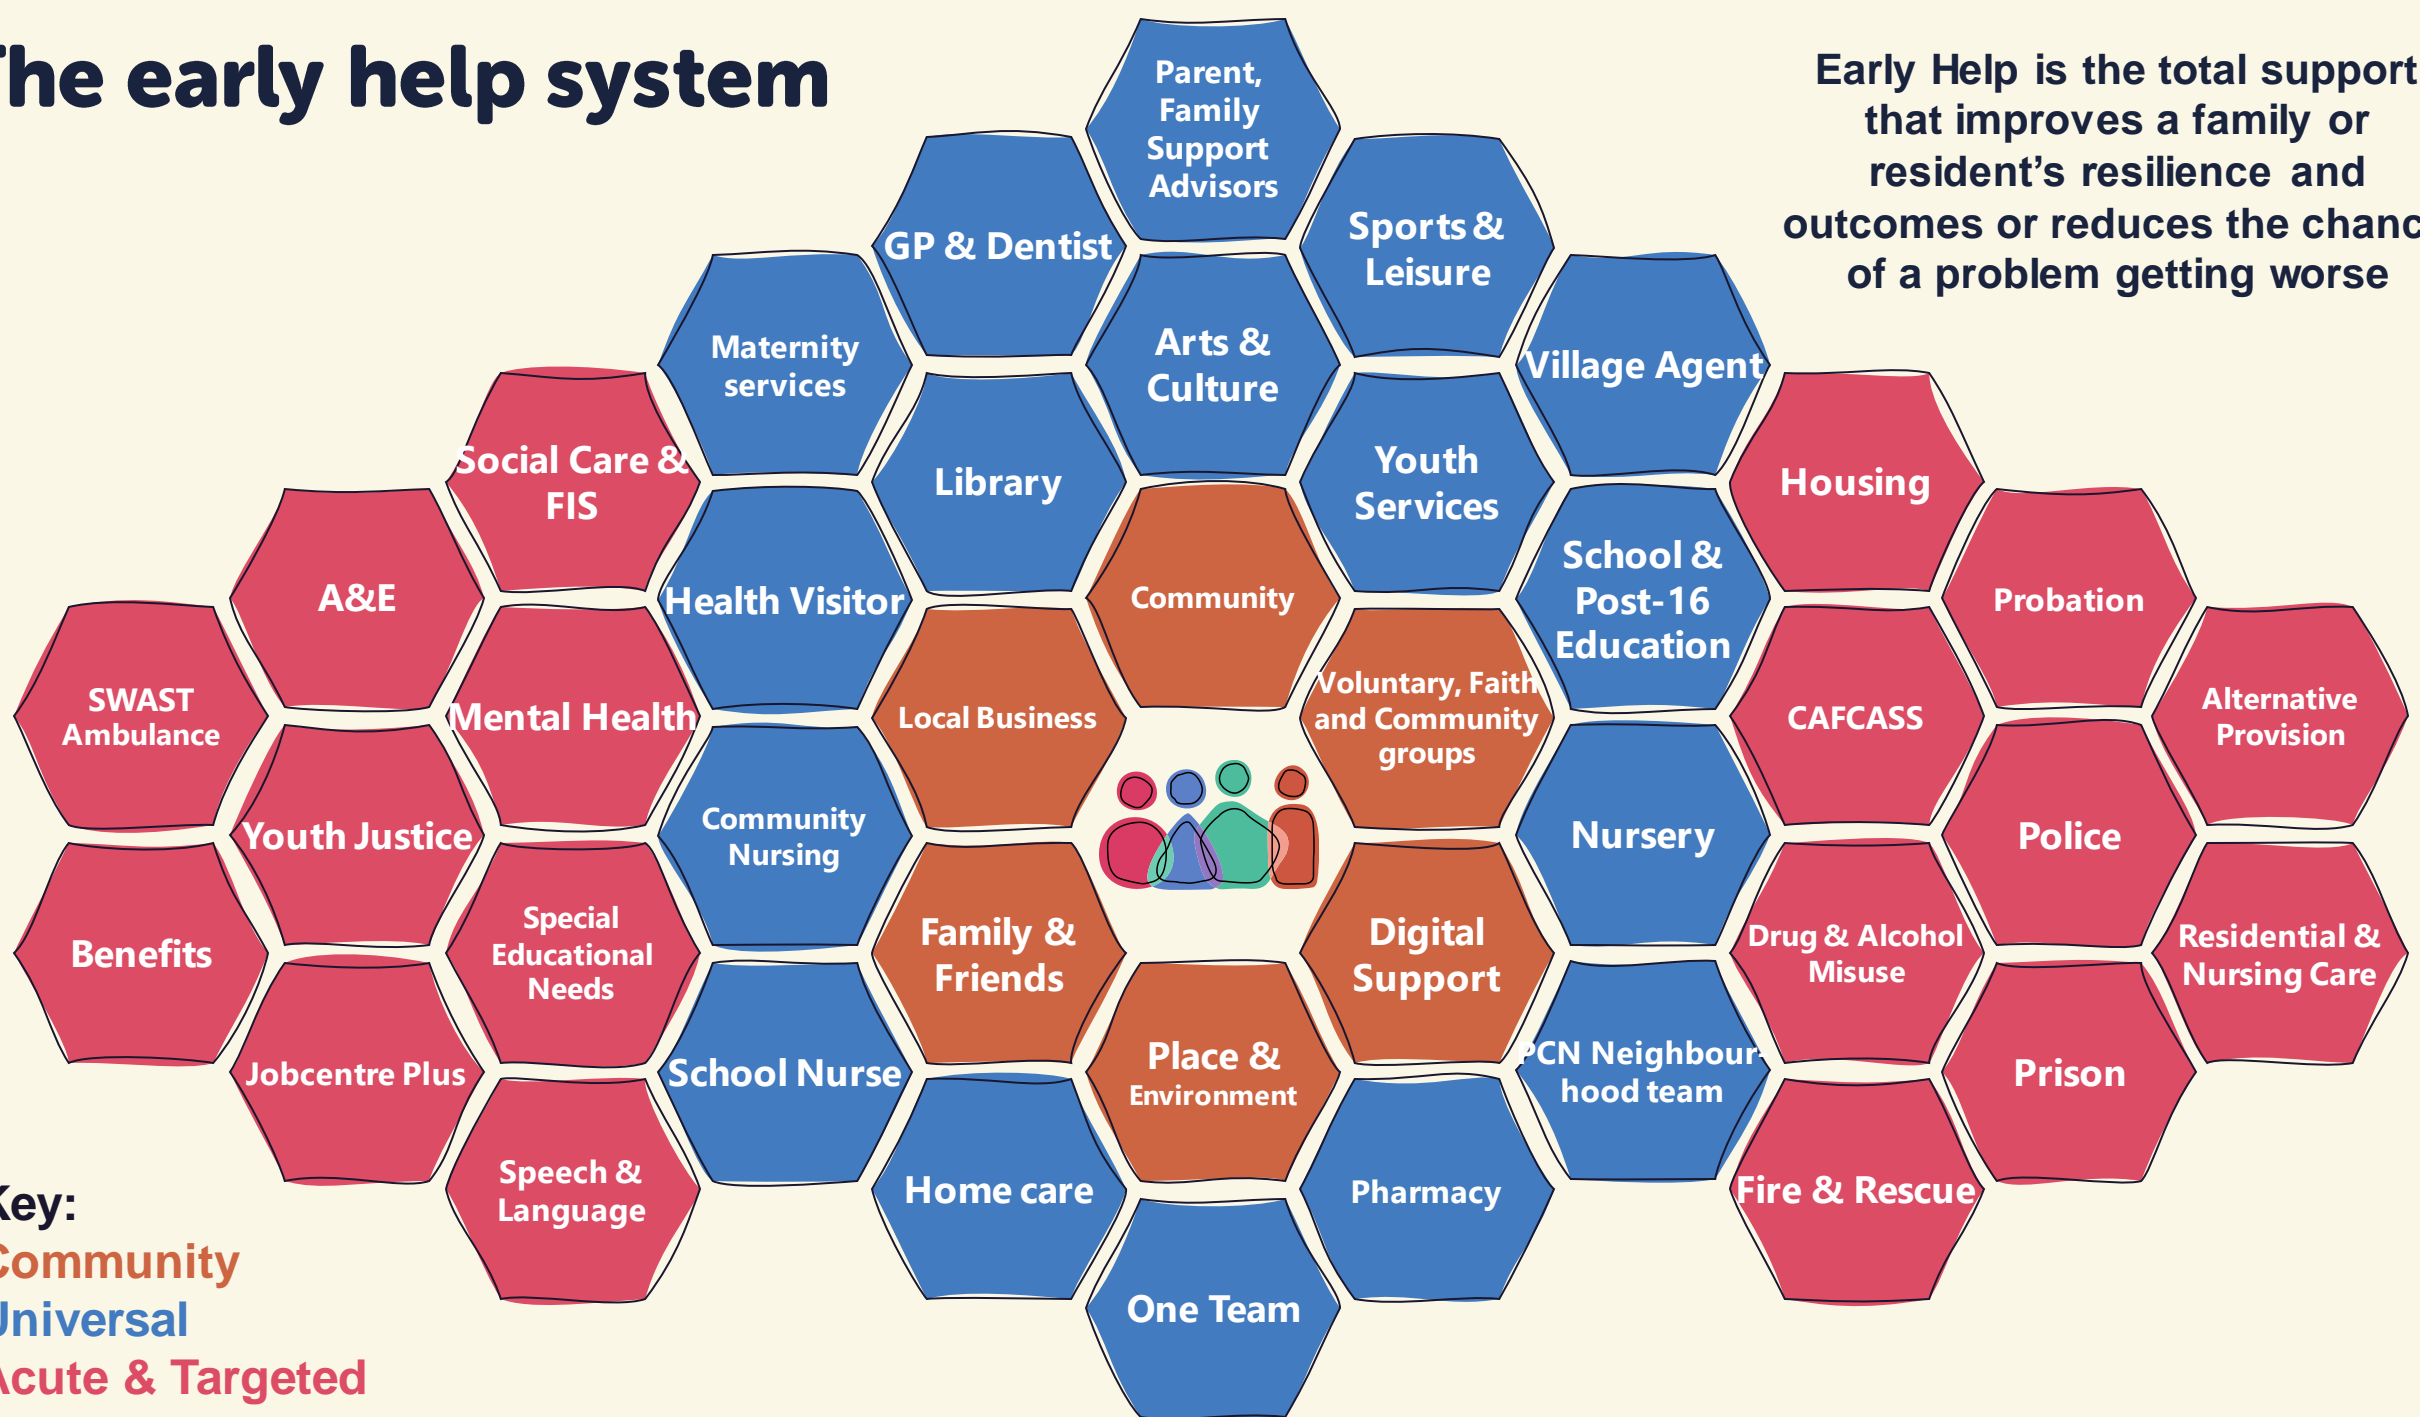 The early help system
Early Help is the total support
that improves a family or
resident's resilience and
outcomes or reduces the chanc
of a problem getting worse
Parent,
Family
Support
Advisors
GP & Dentist
Sports &
Leisure
Maternity
services
Arts &
Culture
Village Agent
Social Care &
FIS
Library
Youth
Services
Housing
A&E
Health Visitor
Community
School &
Post-16
Education
Probation
SWAST
Ambulance
Mental Health
Local Business
Voluntary, Faith
and Community
groups
CAFCASS
Alternative
Provision
Youth Justice
Community
Nursing
Nursery
Police
Benefits
Special
Educational
Needs
Family &
Friends
Digital
Support
Drug & Alcohol
Misuse
Residential &
Nursing Care
Jobcentre Plus
School Nurse
Place &
Environment
PCN Neighbour-
hood team
Prison
Speech &
Language
Home care
Pharmacy
Fire & Rescue
One Team
Key:
Community
Universal
Acute & Targeted